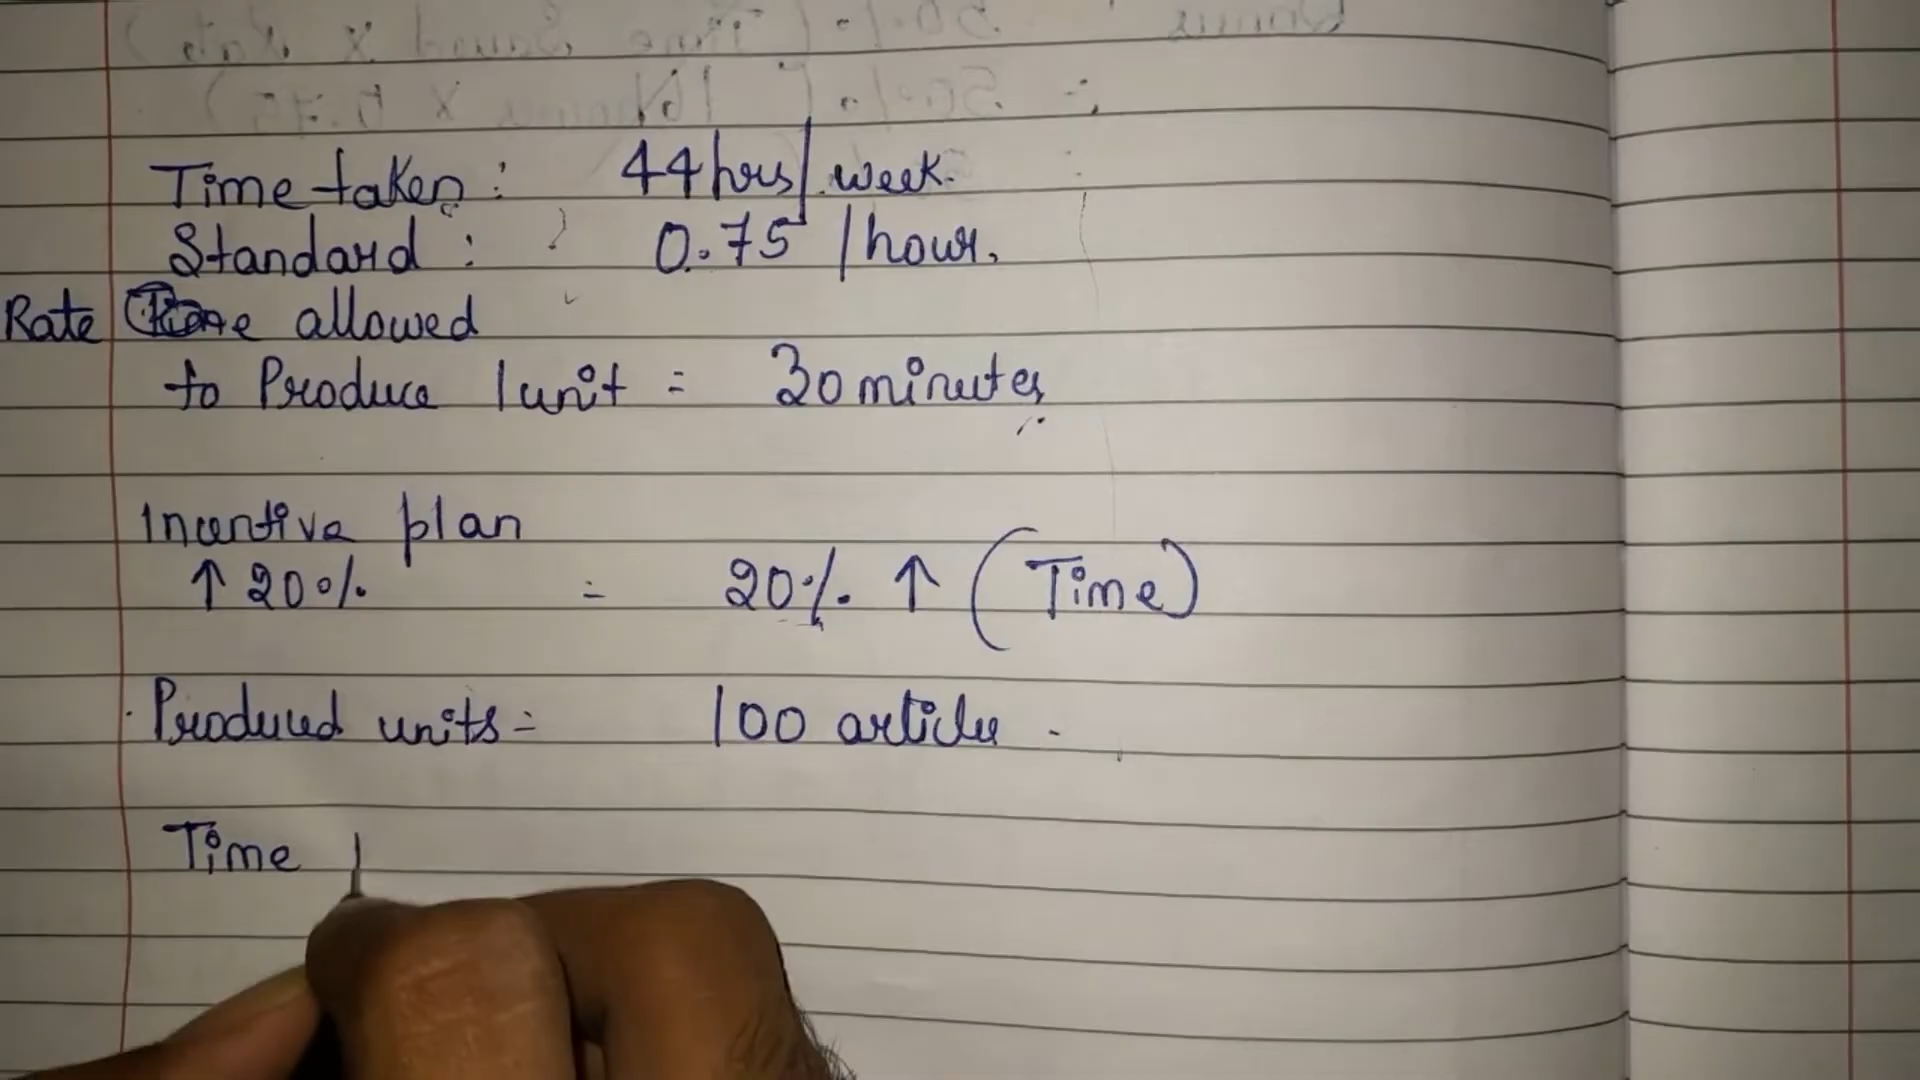 Time taken : 44 hrs/week.
Standard : 0.75 /hour.
Rate Time allowed
to Produce 1 unit = 30 minutes
Incentive plan
↑ 20% = 20% ↑ (Time)
Produced units = 100 article.
Time